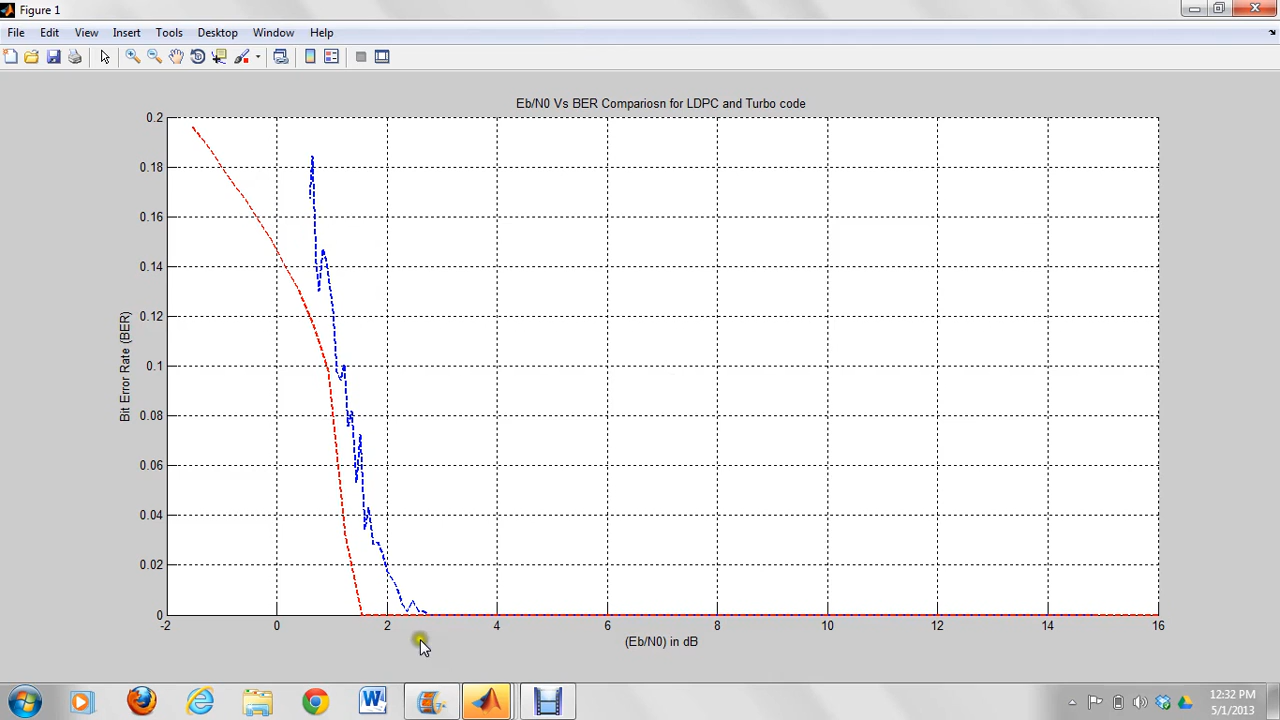 Figure 1
File Edit View Insert Tools Desktop Window Help
Eb/N0 Vs BER Compariosn for LDPC and Turbo code
0.2
0.18
0.16
0.14
0.12
0.1
0.08
0.06
0.04
0.02
0
Bit Error Rate (BER)
-2 0 2 4 6 8 10 12 14 16
(Eb/N0) in dB
12:32 PM
5/1/2013